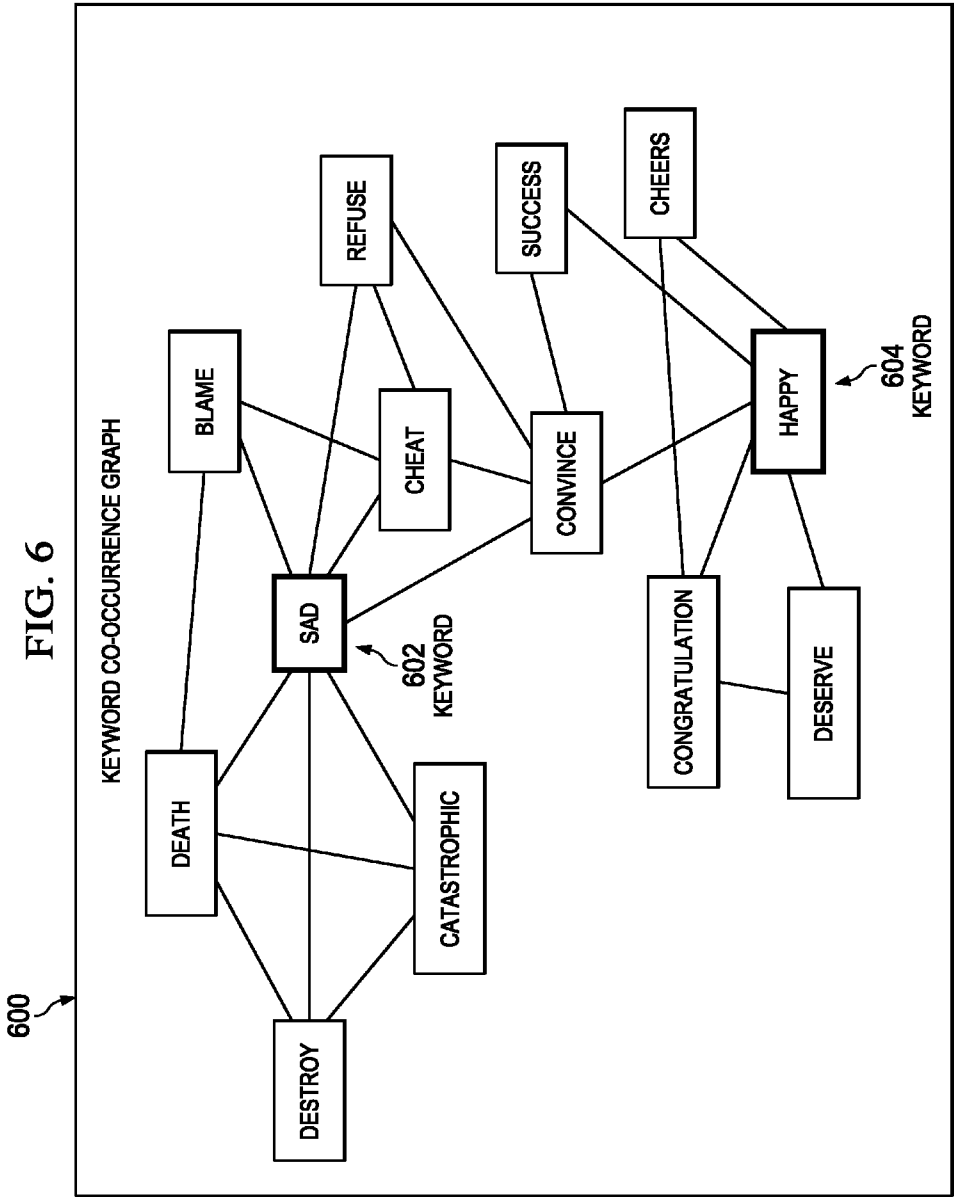 FIG. 6
600
KEYWORD CO-OCCURRENCE GRAPH
DEATH
BLAME
DESTROY
SAD
REFUSE
602
KEYWORD
CATASTROPHIC
CHEAT
CONVINCE
SUCCESS
CONGRATULATION
CHEERS
DESERVE
HAPPY
604
KEYWORD